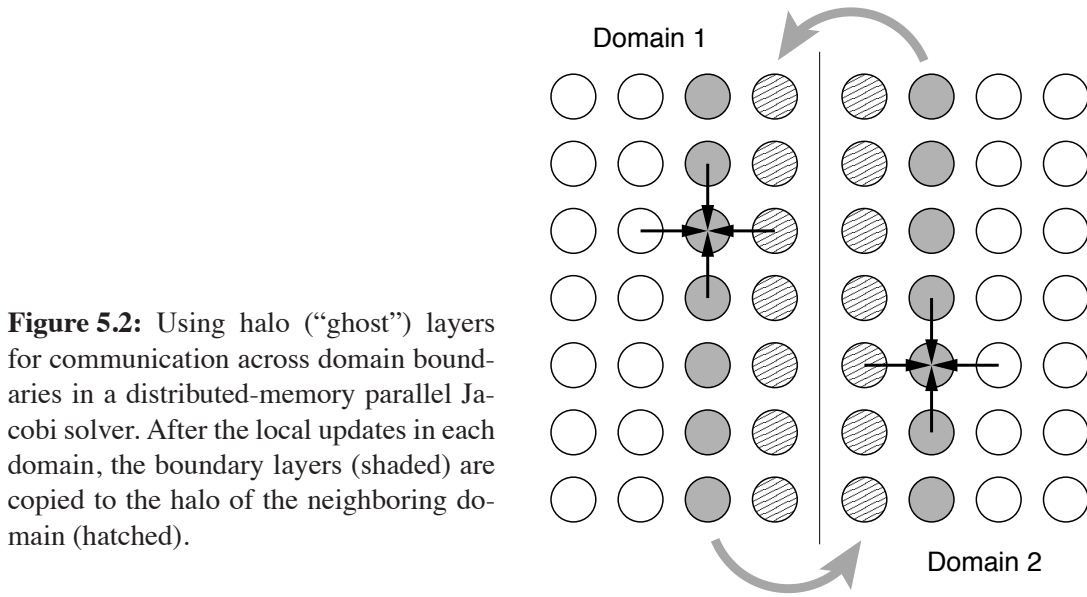 Domain 1
Figure 5.2: Using halo (“ghost”) layers
for communication across domain bound-
aries in a distributed-memory parallel Ja-
cobi solver. After the local updates in each
domain, the boundary layers (shaded) are
copied to the halo of the neighboring do-
main (hatched).
Domain 2